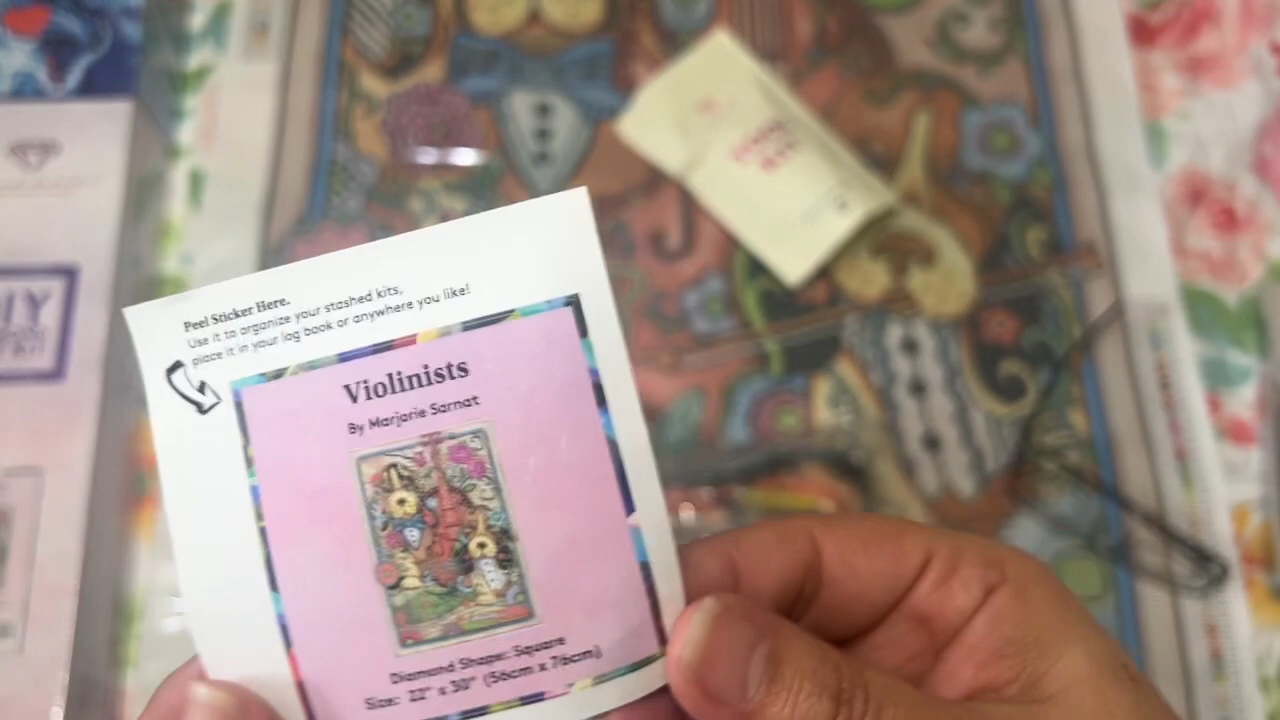 Peel Sticker Here.
Use it to organize your stashed kits,
place it in your log book or anywhere you like!
Violinists
By Marjorie Sarnat
Diamond Shape: Square
Size: 22" x 30" (56cm x 76cm)
IY